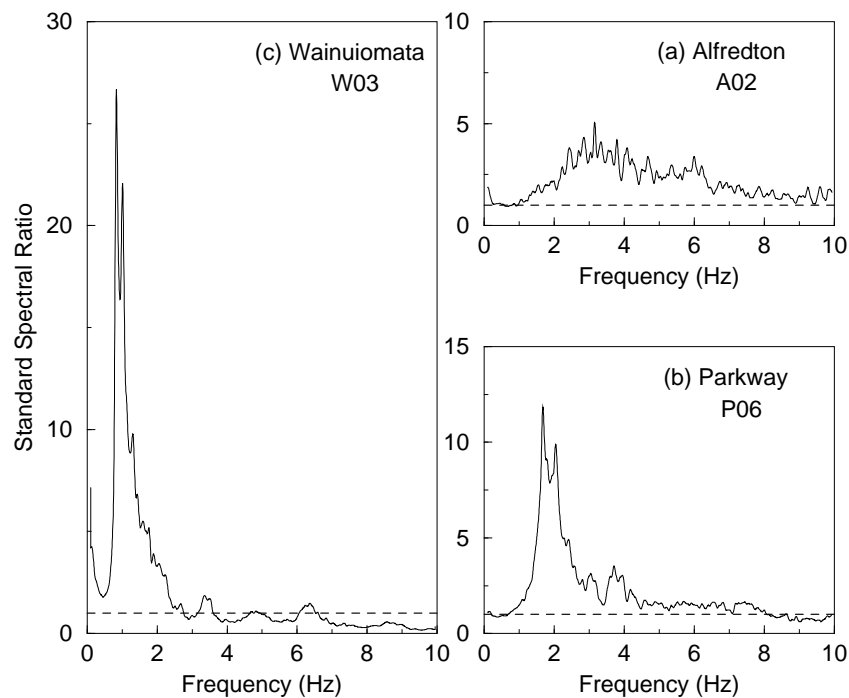 30
20
10
0
0 2 4 6 8 10
Standard Spectral Ratio
Frequency (Hz)
(c) Wainuiomata
W03
10
5
0
0 2 4 6 8 10
Frequency (Hz)
(a) Alfredton
A02
15
10
5
0
0 2 4 6 8 10
Frequency (Hz)
(b) Parkway
P06